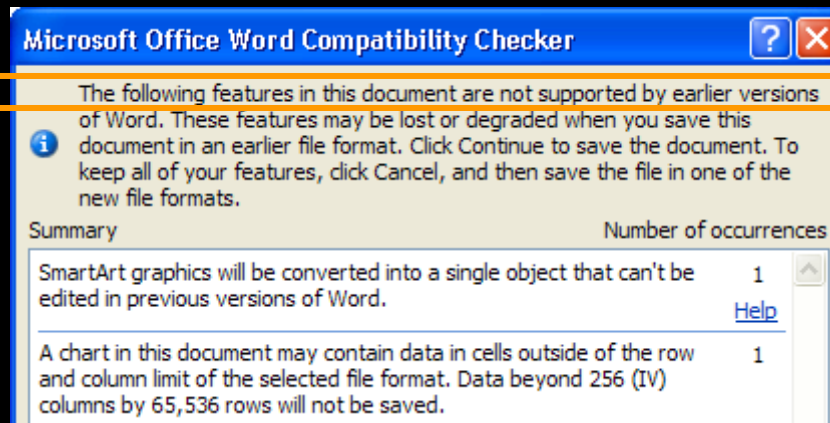 Microsoft Office Word Compatibility Checker
The following features in this document are not supported by earlier versions
of Word. These features may be lost or degraded when you save this
document in an earlier file format. Click Continue to save the document. To
keep all of your features, click Cancel, and then save the file in one of the
new file formats.
Summary Number of occurrences
SmartArt graphics will be converted into a single object that can't be 1
edited in previous versions of Word.
Help
A chart in this document may contain data in cells outside of the row 1
and column limit of the selected file format. Data beyond 256 (IV)
columns by 65,536 rows will not be saved.